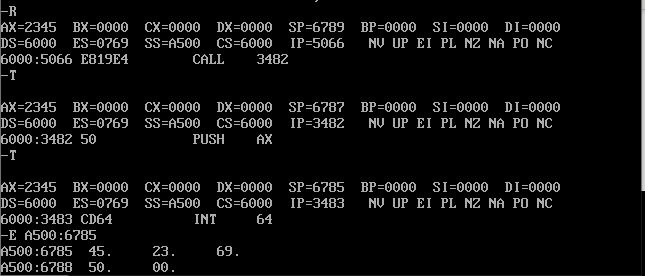 -R
AX=2345 BX=0000 CX=0000 DX=0000 SP=6789 BP=0000 SI=0000 DI=0000
DS=6000 ES=0769 SS=A500 CS=6000 IP=5066 NV UP EI PL NZ NA PO NC
6000:5066 E819E4 CALL 3482
-T
AX=2345 BX=0000 CX=0000 DX=0000 SP=6787 BP=0000 SI=0000 DI=0000
DS=6000 ES=0769 SS=A500 CS=6000 IP=3482 NV UP EI PL NZ NA PO NC
6000:3482 50 PUSH AX
-T
AX=2345 BX=0000 CX=0000 DX=0000 SP=6785 BP=0000 SI=0000 DI=0000
DS=6000 ES=0769 SS=A500 CS=6000 IP=3483 NV UP EI PL NZ NA PO NC
6000:3483 CD64 INT 64
-E A500:6785
A500:6785 45. 23. 69.
A500:6788 50. 00.